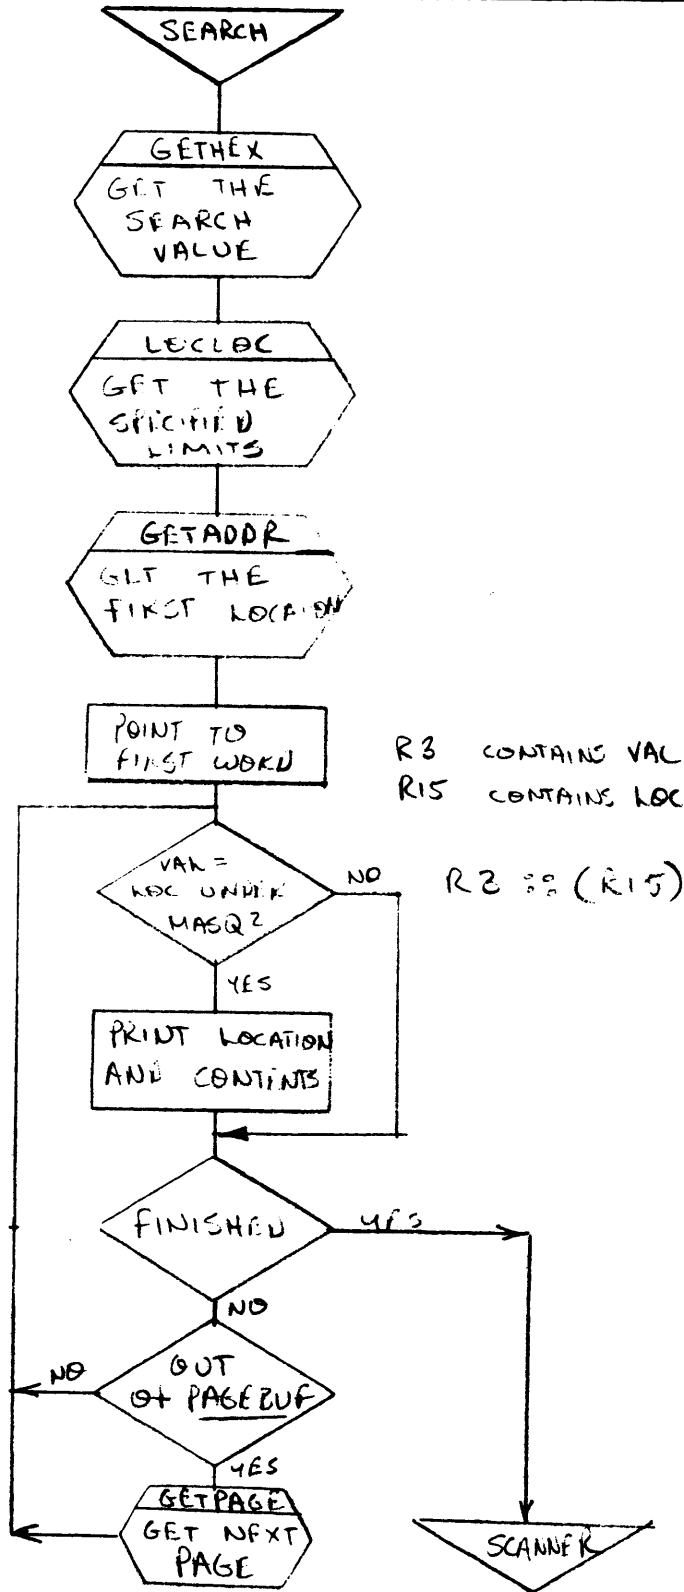 SEARCH
GETHEX
GET THE
SEARCH
VALUE
LOCLOC
GET THE
SPECIFIED
LIMITS
GETADDR
GET THE
FIRST LOCATION
POINT TO
FIRST WORD
R3 CONTAINS VAL
R15 CONTAINS LOC
VAL =
LOC UNDER
MASQ?
NO
R3 :: (R15)
YES
PRINT LOCATION
AND CONTENTS
FINISHED
YES
NO
OUT
OF PAGEBUF
NO
YES
GETPAGE
GET NEXT
PAGE
SCANNER